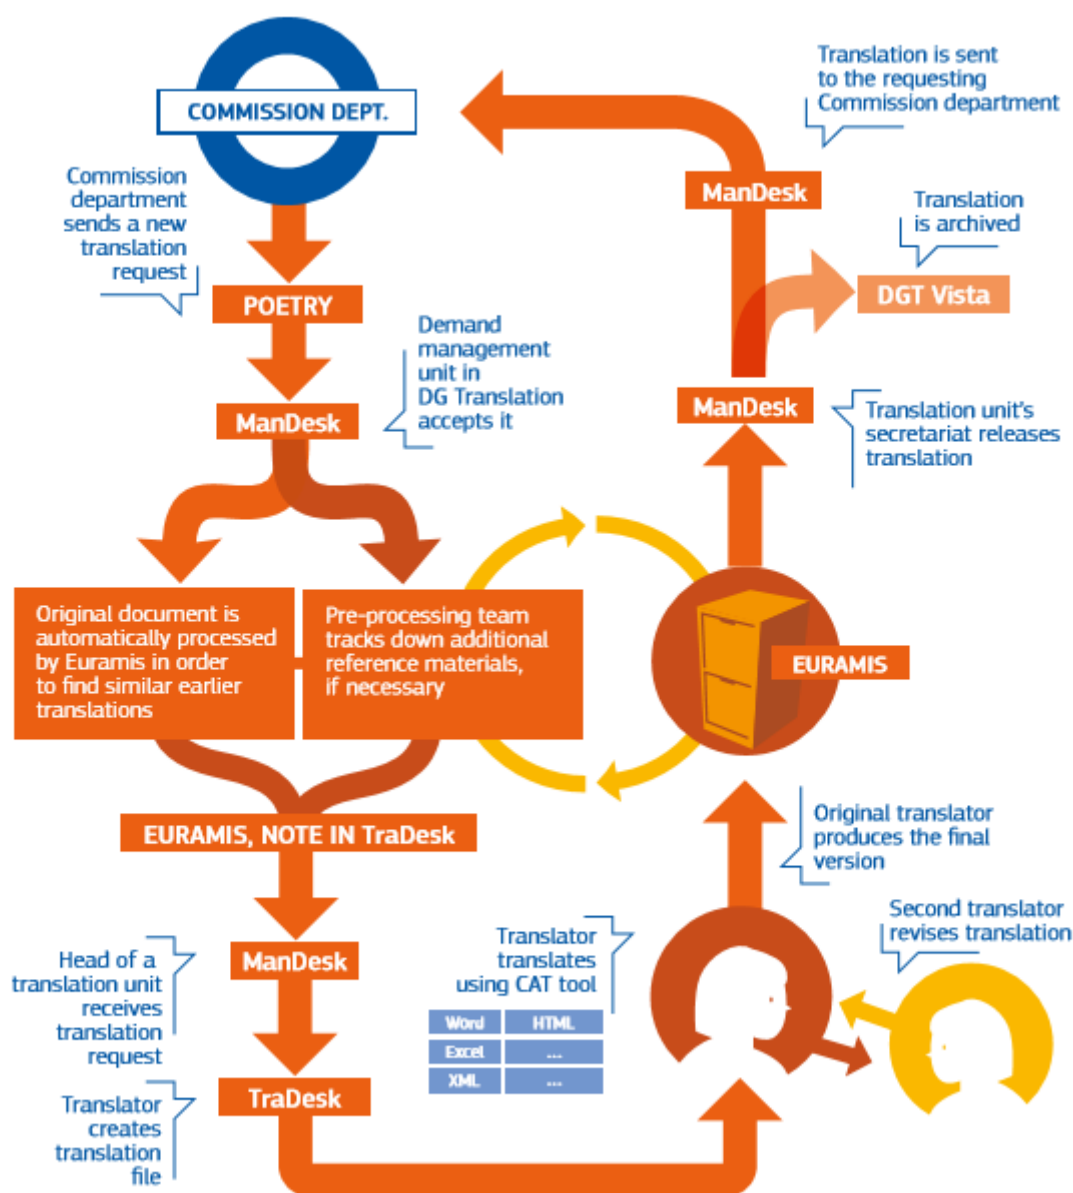 COMMISSION DEPT.
Commission
department
sends a new
translation
request
POETRY
Demand
management
unit in
DG Translation
accepts it
ManDesk
Original document is
automatically processed
by Euramis in order
to find similar earlier
translations
Pre-processing team
tracks down additional
reference materials,
if necessary
EURAMIS, NOTE IN TraDesk
ManDesk
Head of a
translation unit
receives
translation
request
TraDesk
Translator
creates
translation
file
Translator
translates
using CAT tool
Word HTML
Excel ...
XML ...
Second translator
revises translation
Original translator
produces the final
version
EURAMIS
ManDesk
Translation unit's
secretariat releases
translation
DGT Vista
Translation
is archived
ManDesk
Translation is sent
to the requesting
Commission department